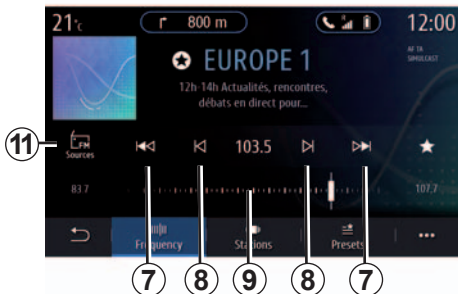 21°c 800 m 12:00
AF TA
SIMULCAST
EUROPE 1
12h-14h Actualités, rencontres,
débats en direct pour...
FM
Sources
103.5
83.7 107.7
Frequency Stations Presets
11
7 8 9 8 7